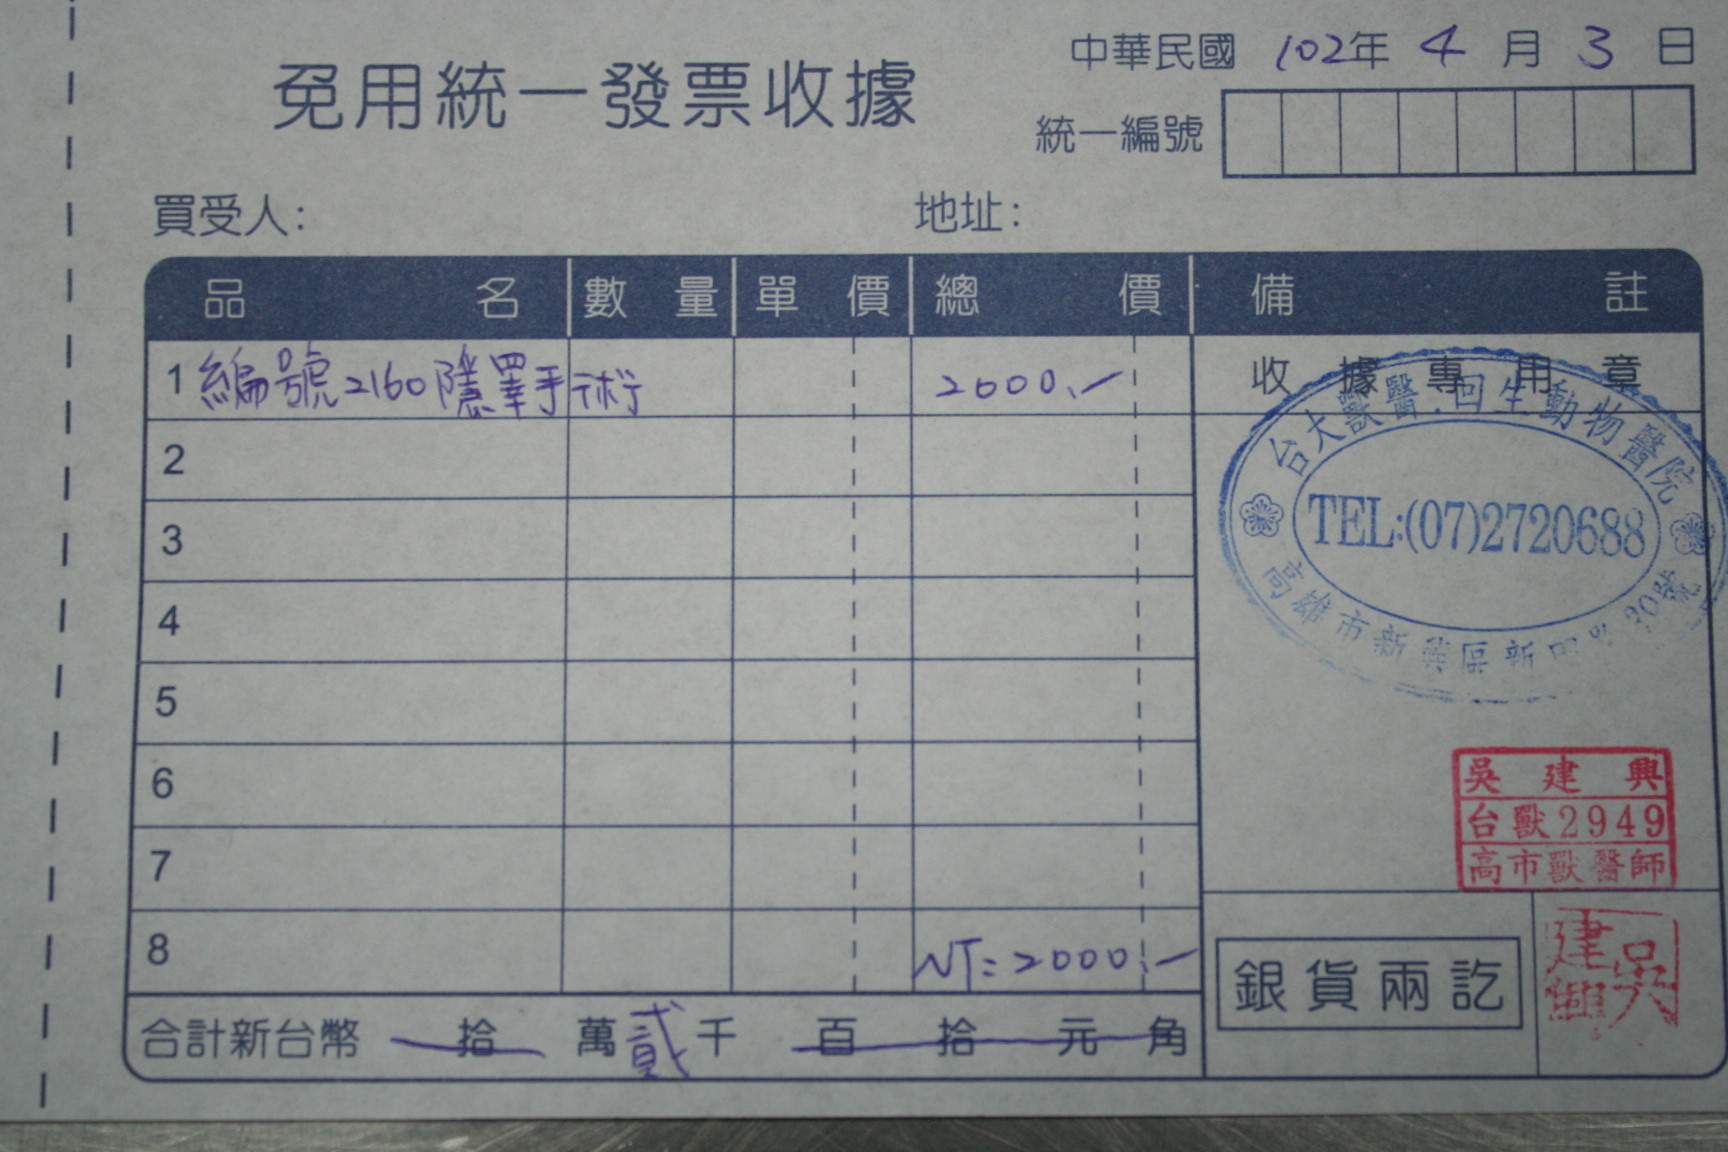 免用統一發票收據
中華民國 102年 4 月 3 日
統一編號
買受人:
地址:
品名 數量 單價 總價 備註
1 編號2160隱睪手術 2000.-
收據專用章
台大獸醫.回生動物醫院
TEL:(07)2720688
高雄市新興區新田路30號
2
3
4
5
6
7
吳建興
台獸2949
高市獸醫師
8 NT:2000.-
銀貨兩訖
吳建興
合計新台幣 拾 萬 貳 千 百 拾 元 角